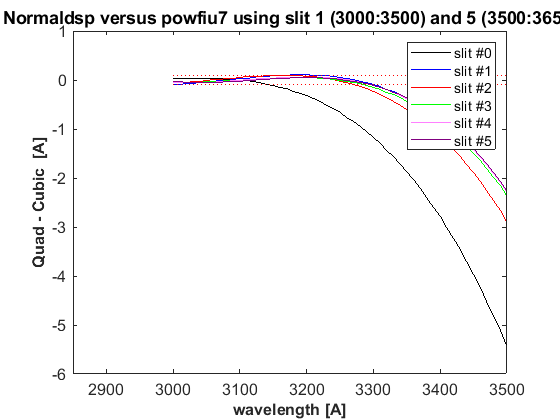 Normaldsp versus powfiu7 using slit 1 (3000:3500) and 5 (3500:365
1
0
-1
-2
-3
-4
-5
-6
Quad - Cubic [A]
slit #0
slit #1
slit #2
slit #3
slit #4
slit #5
2900 3000 3100 3200 3300 3400 3500
wavelength [A]